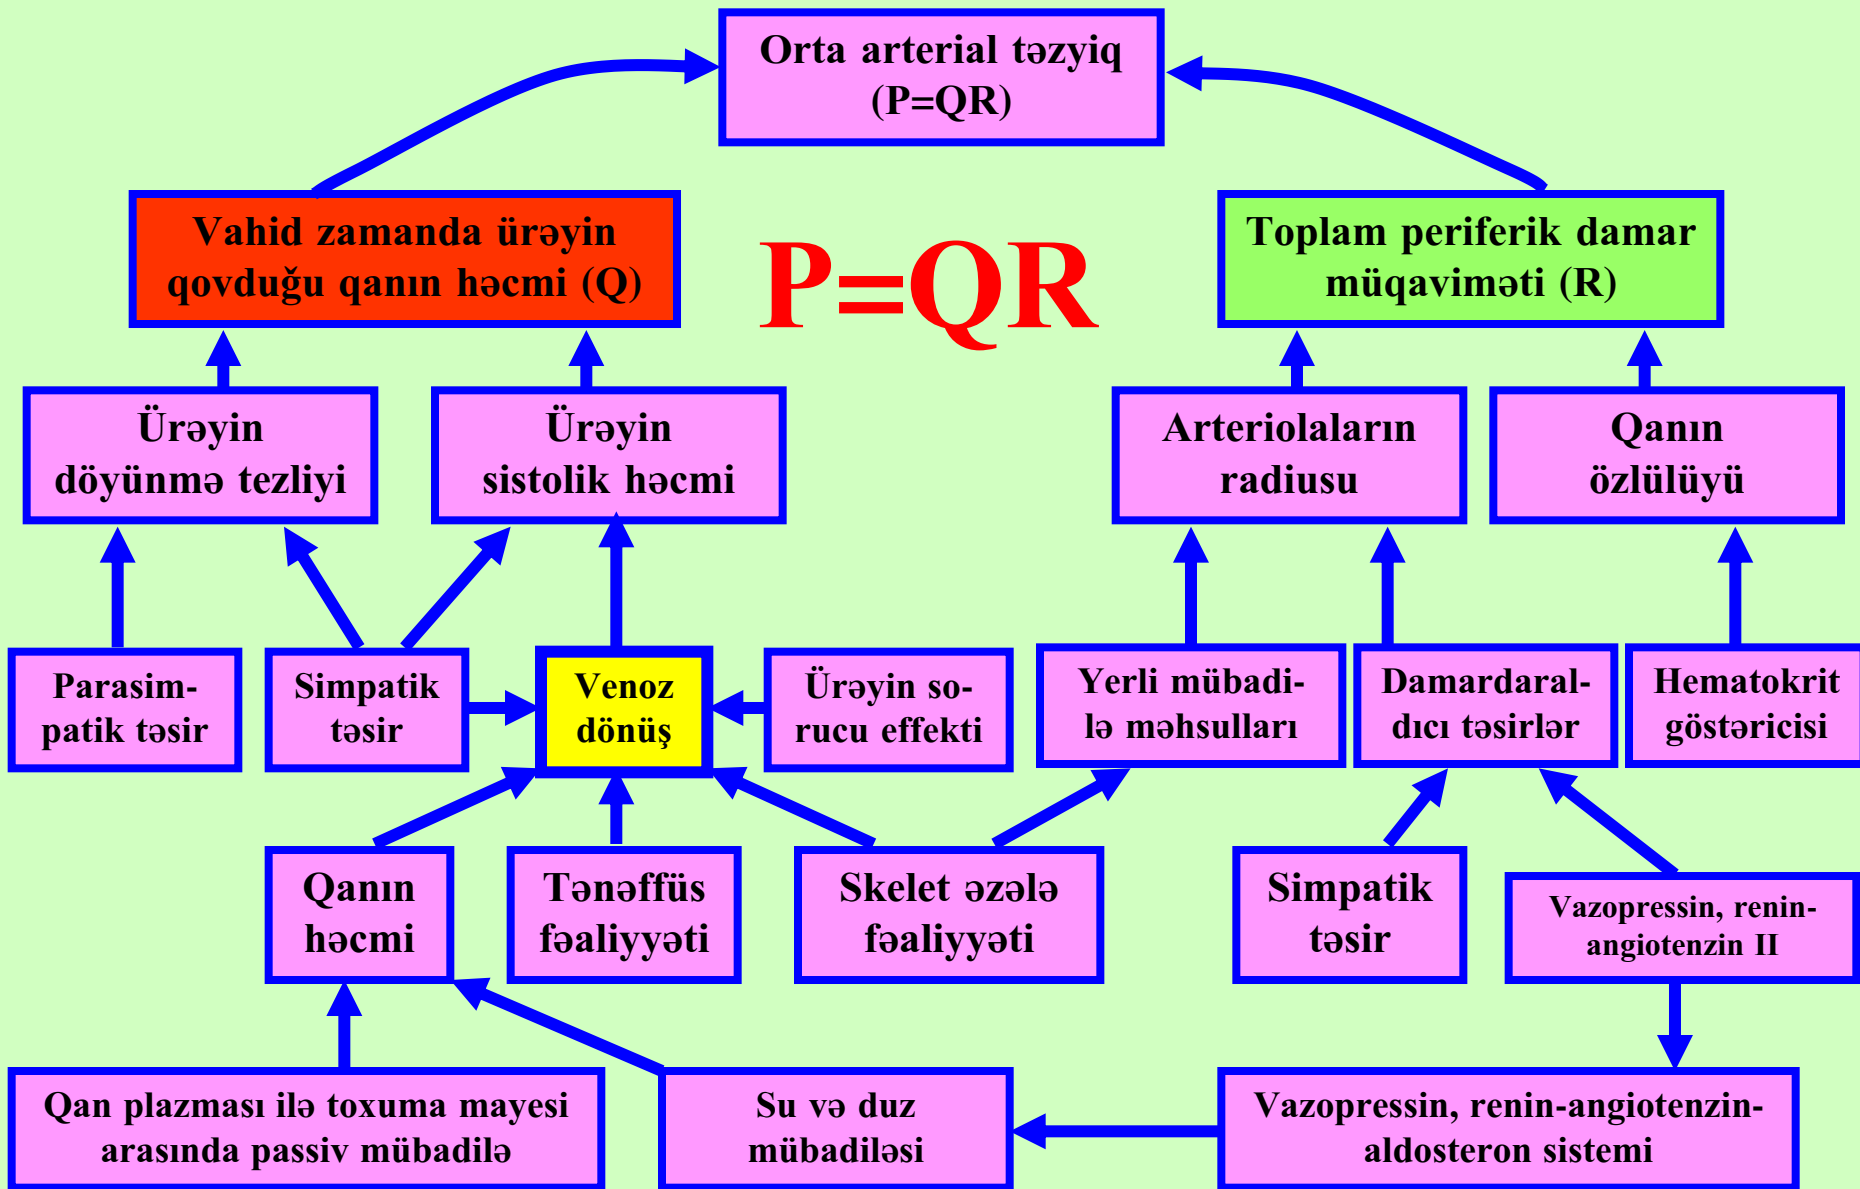 Orta arterial təzyiq
(P=QR)
Vahid zamanda ürəyin
qovduğu qanın həcmi (Q)
P=QR
Toplam periferik damar
müqaviməti (R)
Ürəyin
döyünmə tezliyi
Ürəyin
sistolik həcmi
Arteriolaların
radiusu
Qanın
özlülüyü
Parasim-
patik təsir
Simpatik
təsir
Venoz
dönüş
Ürəyin so-
rucu effekti
Yerli mübadi-
lə məhsulları
Damardaral-
dıcı təsirlər
Hematokrit
göstəricisi
Qanın
həcmi
Tənəffüs
fəaliyyəti
Skelet əzələ
fəaliyyəti
Simpatik
təsir
Vazopressin, renin-
angiotenzin II
Qan plazması ilə toxuma mayesi
arasında passiv mübadilə
Su və duz
mübadiləsi
Vazopressin, renin-angiotenzin-
aldosteron sistemi